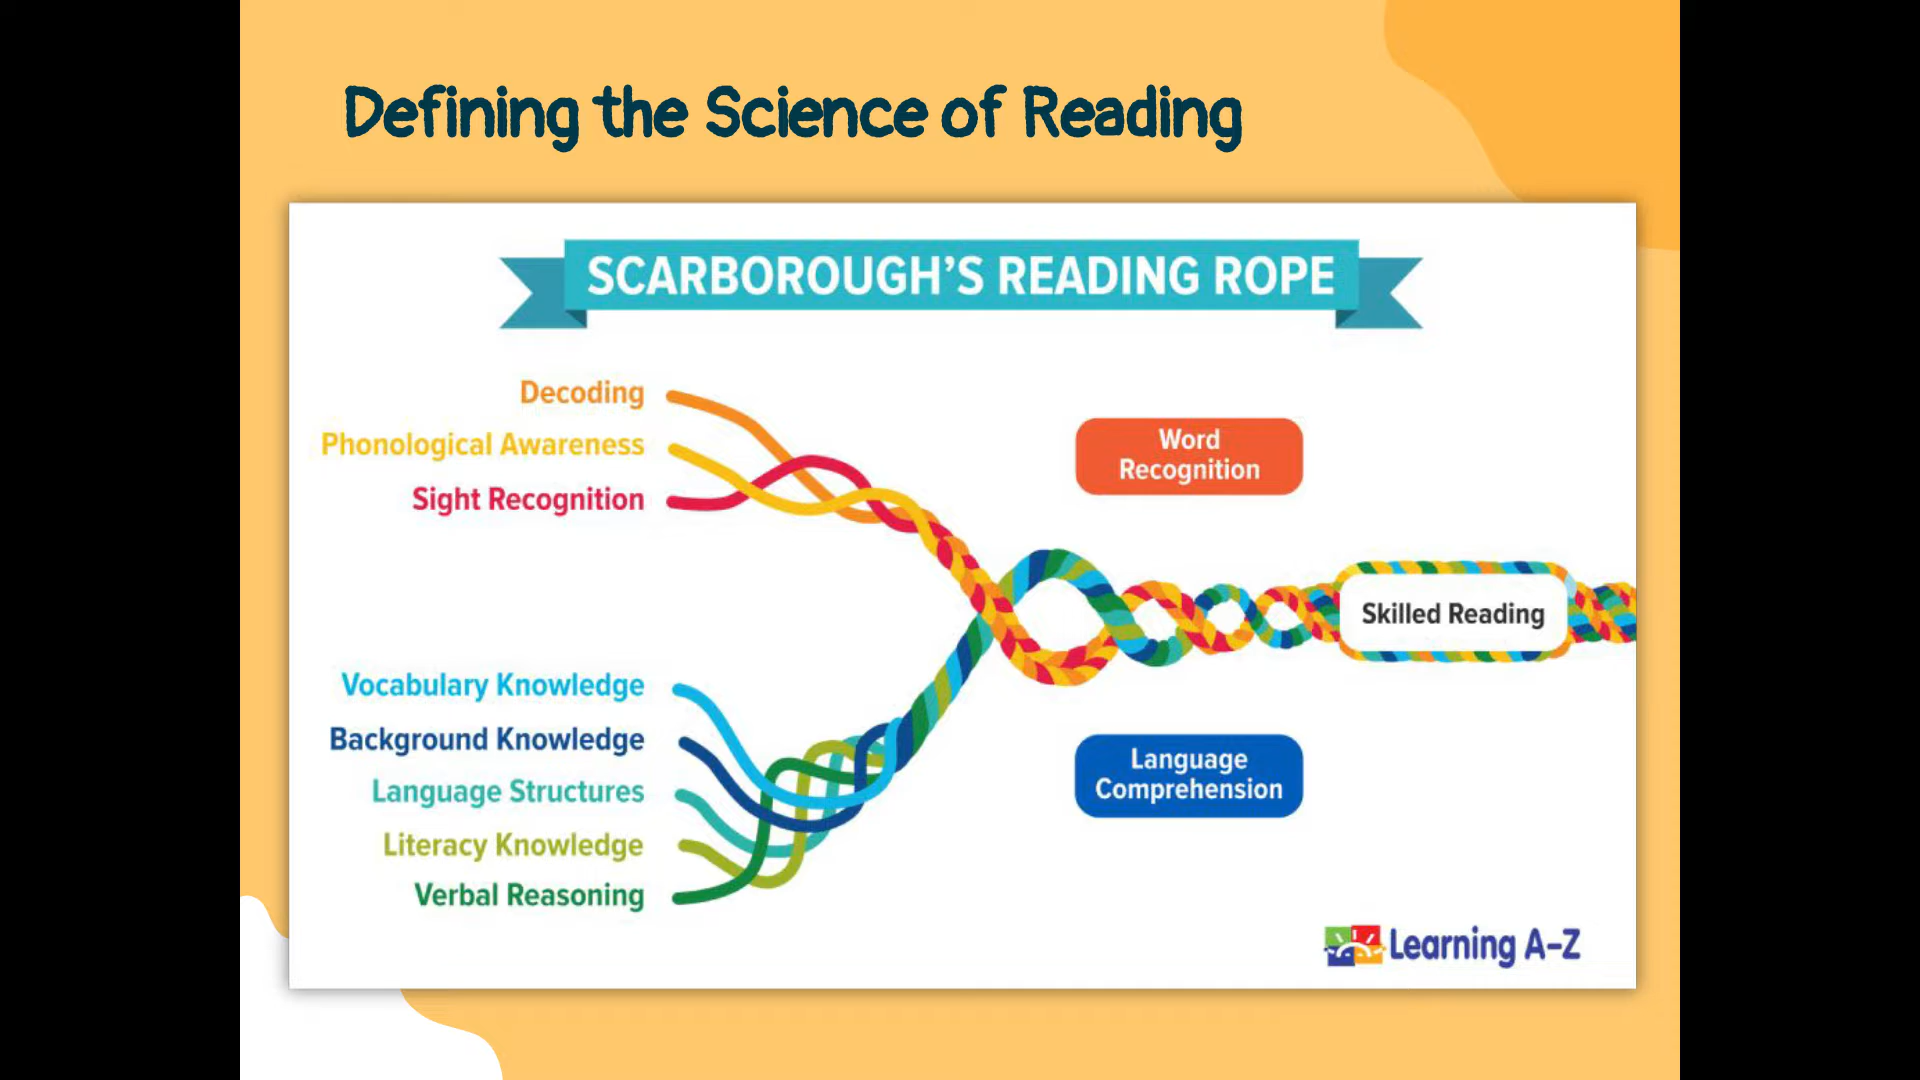 Defining the Science of Reading
SCARBOROUGH'S READING ROPE
Decoding
Phonological Awareness
Sight Recognition
Word
Recognition
Skilled Reading
Vocabulary Knowledge
Background Knowledge
Language Structures
Literacy Knowledge
Verbal Reasoning
Language
Comprehension
Learning A-Z